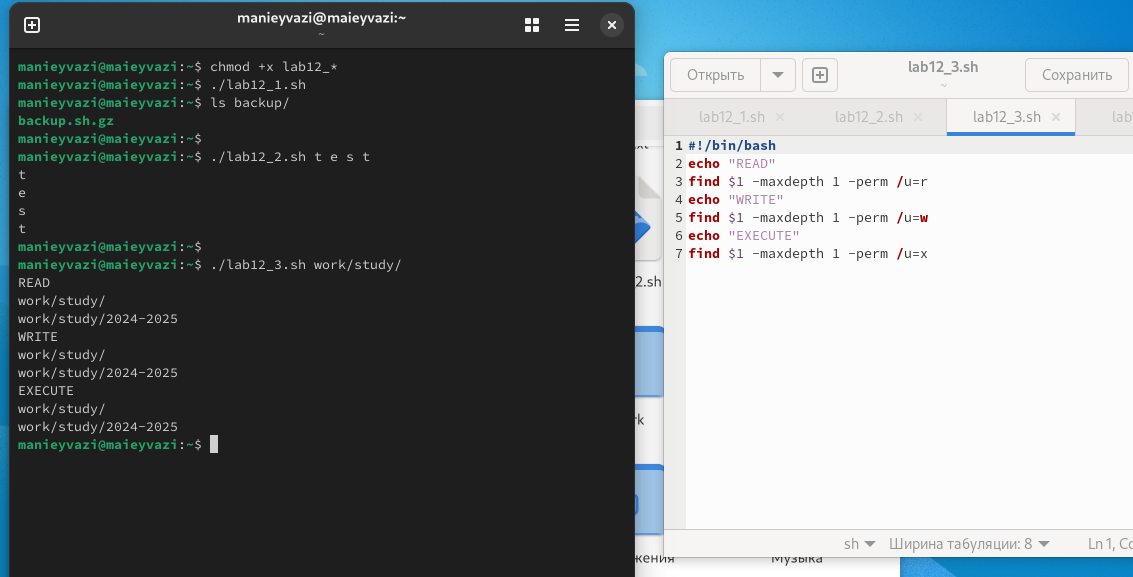 manieyvazi@maieyvazi:~
~
manieyvazi@maieyvazi:~$ chmod +x lab12_*
manieyvazi@maieyvazi:~$ ./lab12_1.sh
manieyvazi@maieyvazi:~$ ls backup/
backup.sh.gz
manieyvazi@maieyvazi:~$
manieyvazi@maieyvazi:~$ ./lab12_2.sh t e s t
t
e
s
t
manieyvazi@maieyvazi:~$
manieyvazi@maieyvazi:~$ ./lab12_3.sh work/study/
READ
work/study/
work/study/2024-2025
WRITE
work/study/
work/study/2024-2025
EXECUTE
work/study/
work/study/2024-2025
manieyvazi@maieyvazi:~$
Открыть
lab12_3.sh
~
Сохранить
lab12_1.sh
lab12_2.sh
lab12_3.sh
lab
1 #!/bin/bash
2 echo "READ"
3 find $1 -maxdepth 1 -perm /u=r
4 echo "WRITE"
5 find $1 -maxdepth 1 -perm /u=w
6 echo "EXECUTE"
7 find $1 -maxdepth 1 -perm /u=x
2.sh
rk
sh
Ширина табуляции: 8
Ln 1, Co
жения
Музыка